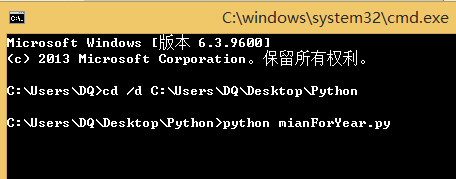 C:\windows\system32\cmd.exe
Microsoft Windows [版本 6.3.9600]
(c) 2013 Microsoft Corporation。保留所有权利。
C:\Users\DQ>cd /d C:\Users\DQ\Desktop\Python
C:\Users\DQ\Desktop\Python>python mianForYear.py